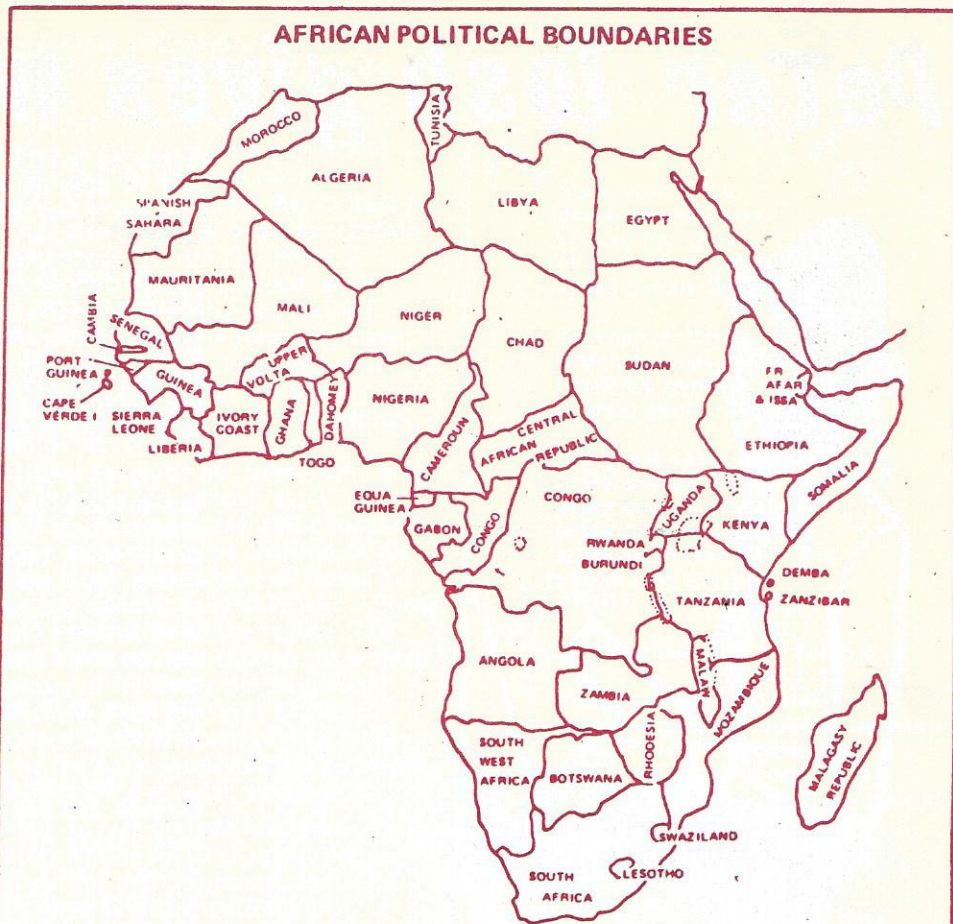 AFRICAN POLITICAL BOUNDARIES
MOROCCO
TUNISIA
ALGERIA
LIBYA
EGYPT
SPANISH
SAHARA
MAURITANIA
MALI
NIGER
CHAD
SUDAN
FR
AFAR
& ISSA
ETHIOPIA
SOMALIA
CAMBIA
SENEGAL
PORT
GUINEA
CAPE
VERDE I
GUINEA
SIERRA
LEONE
LIBERIA
IVORY
COAST
UPPER
VOLTA
GHANA
TOGO
DAHOMEY
NIGERIA
CAMEROUN
CENTRAL
AFRICAN REPUBLIC
EQUA
GUINEA
GABON
CONGO
CONGO
UGANDA
KENYA
RWANDA
BURUNDI
TANZANIA
DEMBA
ZANZIBAR
ANGOLA
ZAMBIA
MALAW
MOZAMBIQUE
MALAGASY
REPUBLIC
SOUTH
WEST
AFRICA
BOTSWANA
RHODESIA
SWAZILAND
LESOTHO
SOUTH
AFRICA